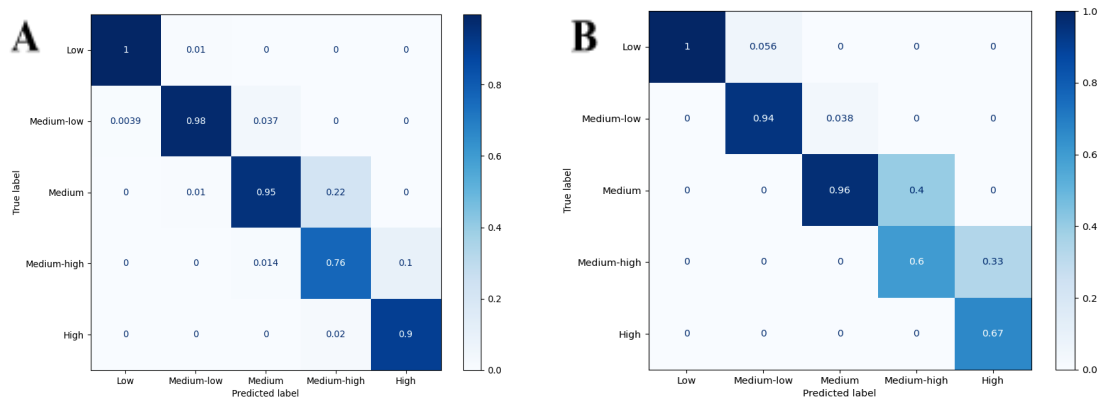 A
True label
Low 1 0.01 0 0 0
Medium-low 0.0039 0.98 0.037 0 0
Medium 0 0.01 0.95 0.22 0
Medium-high 0 0 0.014 0.76 0.1
High 0 0 0 0.02 0.9
Low Medium-low Medium Medium-high High
Predicted label
0.8
0.6
0.4
0.2
0.0
B
True label
Low 1 0.056 0 0 0
Medium-low 0 0.94 0.038 0 0
Medium 0 0 0.96 0.4 0
Medium-high 0 0 0 0.6 0.33
High 0 0 0 0 0.67
Low Medium-low Medium Medium-high High
Predicted label
1.0
0.8
0.6
0.4
0.2
0.0